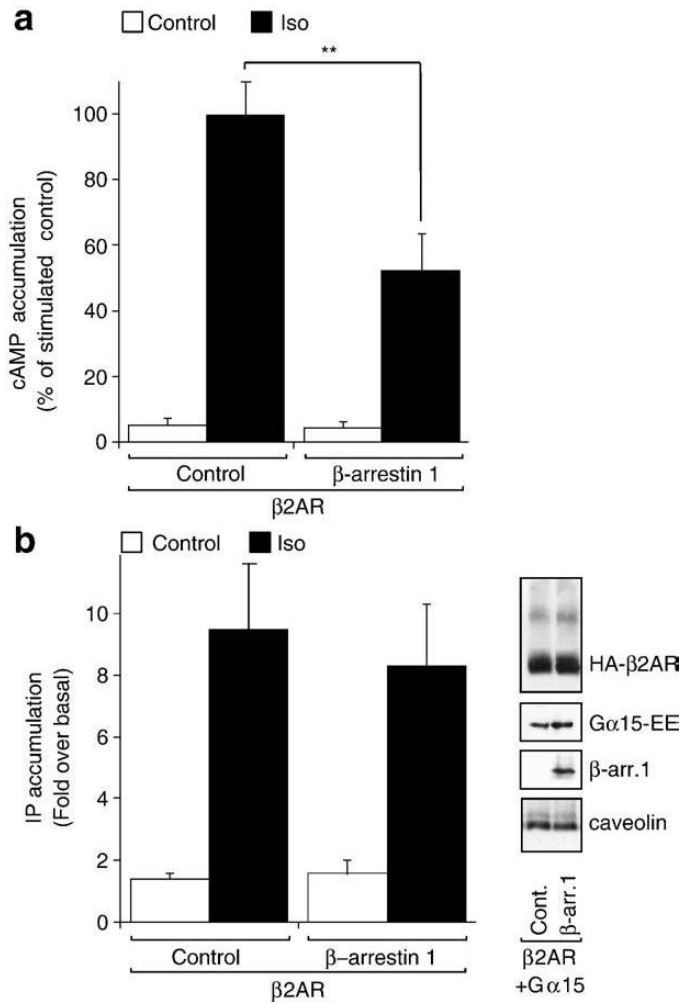 a
Control Iso
**
cAMP accumulation
(% of stimulated control)
100
80
60
40
20
0
Control β-arrestin 1
β2AR
b
Control Iso
IP accumulation
(Fold over basal)
10
8
6
4
2
0
Control β–arrestin 1
β2AR
HA-β2AR
Gα15-EE
β-arr.1
caveolin
Cont.
β-arr.1
β2AR
+Gα15